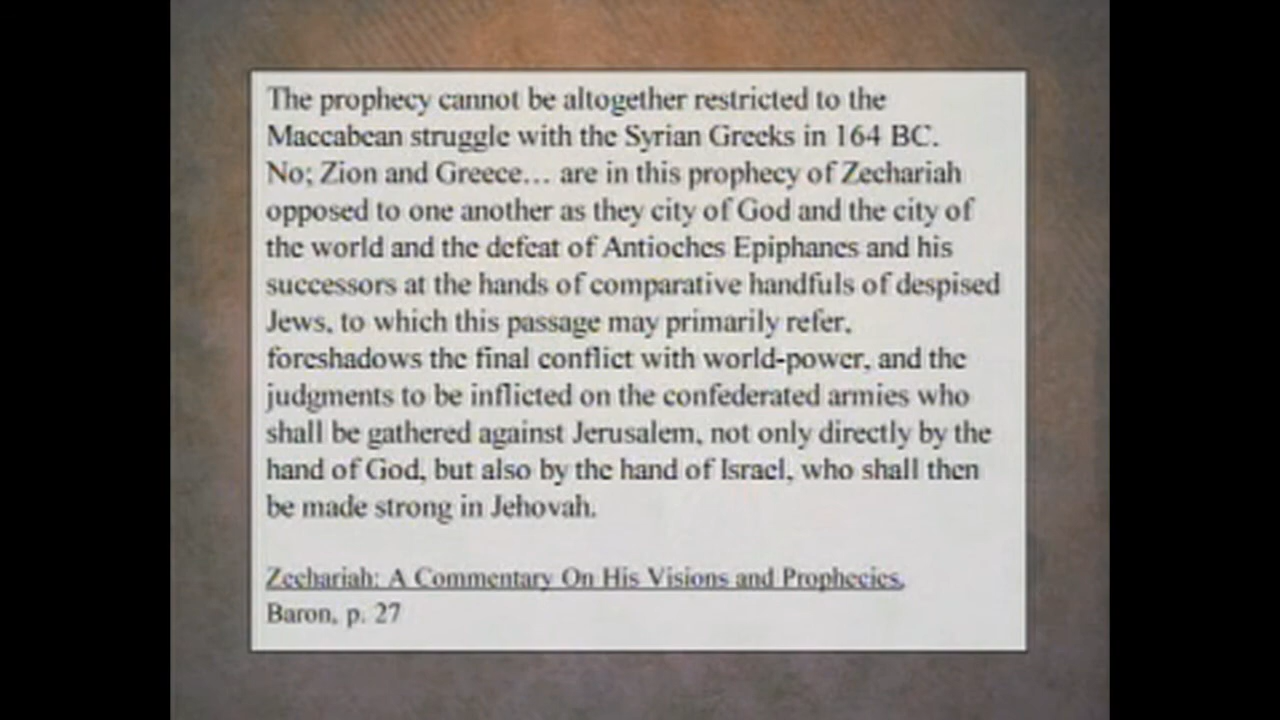 The prophecy cannot be altogether restricted to the
Maccabean struggle with the Syrian Greeks in 164 BC.
No; Zion and Greece... are in this prophecy of Zechariah
opposed to one another as they city of God and the city of
the world and the defeat of Antioches Epiphanes and his
successors at the hands of comparative handfuls of despised
Jews, to which this passage may primarily refer,
foreshadows the final conflict with world-power, and the
judgments to be inflicted on the confederated armies who
shall be gathered against Jerusalem, not only directly by the
hand of God, but also by the hand of Israel, who shall then
be made strong in Jehovah.
Zechariah: A Commentary On His Visions and Prophecies,
Baron, p. 27